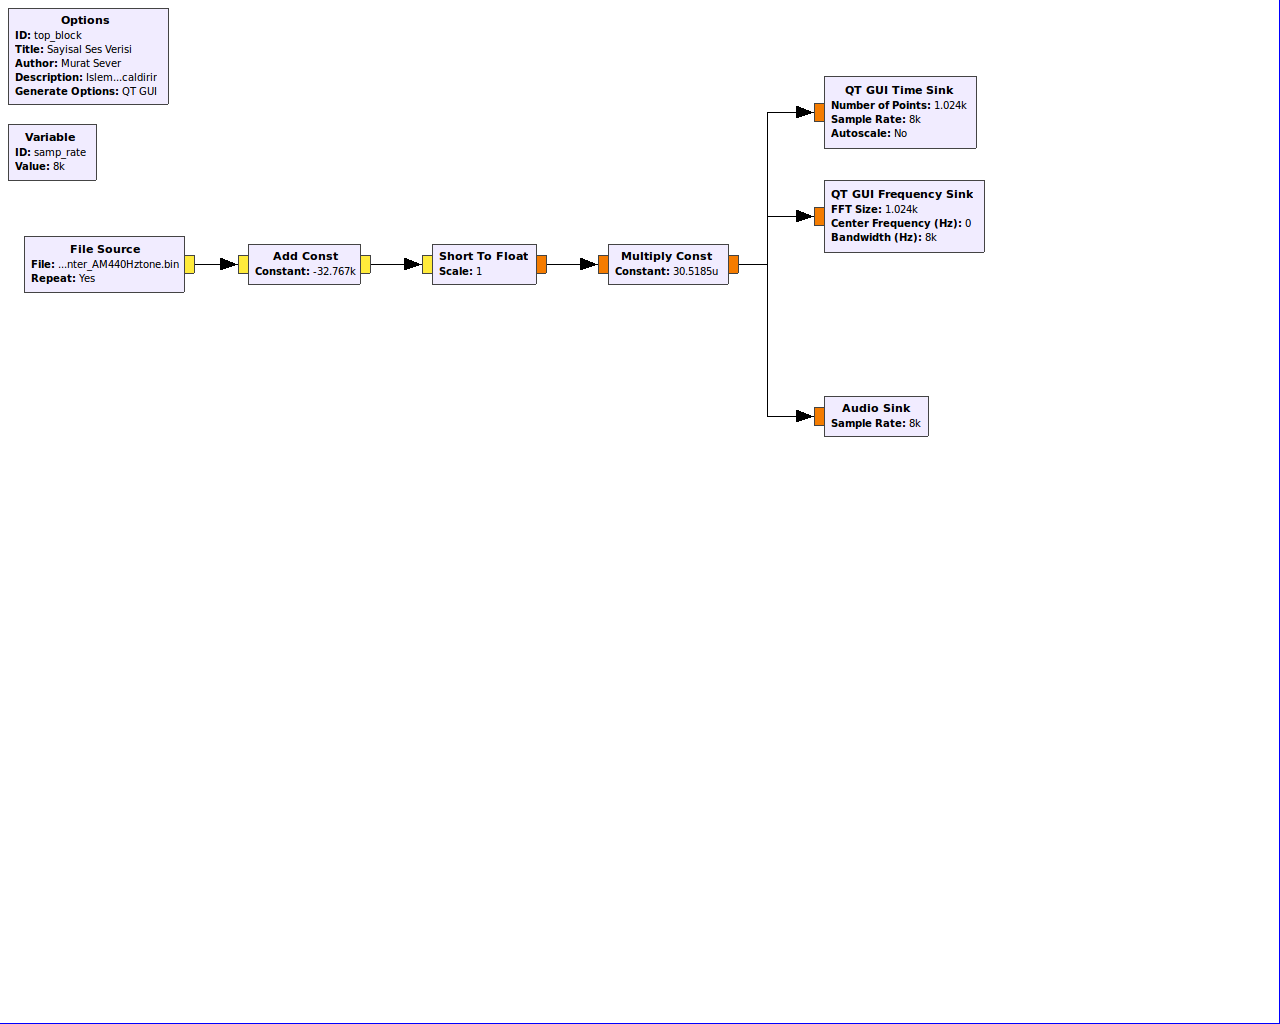 Options
ID: top_block
Title: Sayisal Ses Verisi
Author: Murat Sever
Description: Islem...caldirir
Generate Options: QT GUI
Variable
ID: samp_rate
Value: 8k
File Source
File: ...nter_AM440Hztone.bin
Repeat: Yes
Add Const
Constant: -32.767k
Short To Float
Scale: 1
Multiply Const
Constant: 30.5185u
QT GUI Time Sink
Number of Points: 1.024k
Sample Rate: 8k
Autoscale: No
QT GUI Frequency Sink
FFT Size: 1.024k
Center Frequency (Hz): 0
Bandwidth (Hz): 8k
Audio Sink
Sample Rate: 8k